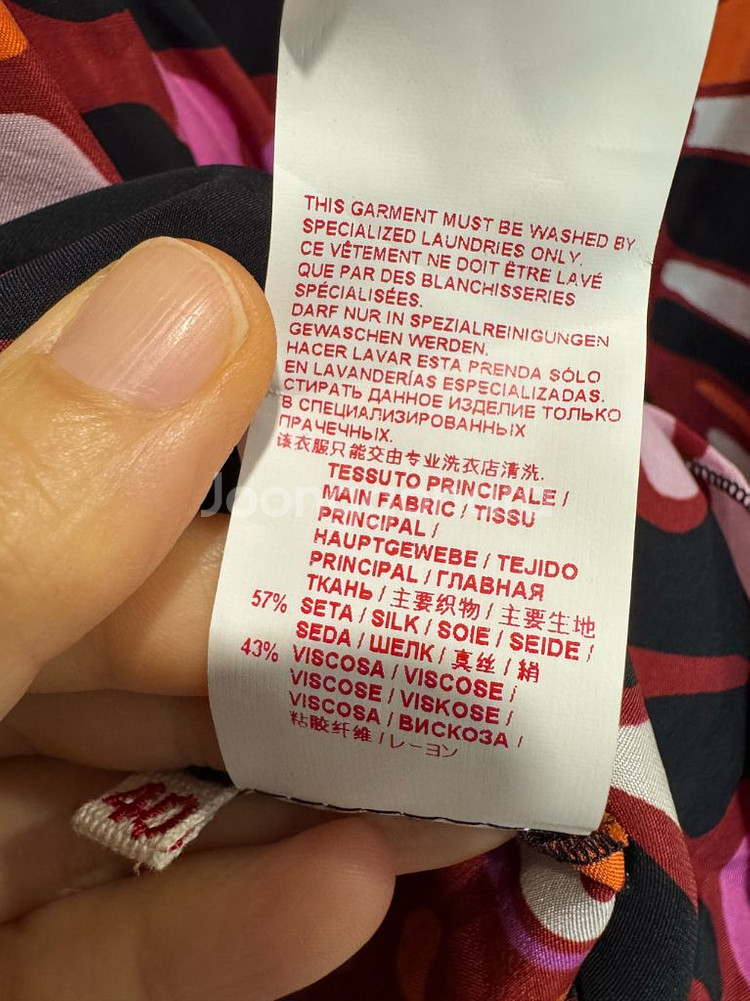 THIS GARMENT MUST BE WASHED BY
SPECIALIZED LAUNDRIES ONLY.
CE VÊTEMENT NE DOIT ÊTRE LAVÉ
QUE PAR DES BLANCHISSERIES
SPÉCIALISÉES.
DARF NUR IN SPEZIALREINIGUNGEN
GEWASCHEN WERDEN.
HACER LAVAR ESTA PRENDA SÓLO
EN LAVANDERÍAS ESPECIALIZADAS.
СТИРАТЬ ДАННОЕ ИЗДЕЛИЕ ТОЛЬКО
В СПЕЦИАЛИЗИРОВАННЫХ
ПРАЧЕЧНЫХ.
该衣服只能交由专业洗衣店清洗.
TESSUTO PRINCIPALE /
MAIN FABRIC / TISSU
PRINCIPAL /
HAUPTGEWEBE / TEJIDO
PRINCIPAL / ГЛАВНАЯ
ТКАНЬ / 主要织物 / 主要生地
57% SETA / SILK / SOIE / SEIDE /
SEDA / ШЕЛК / 真丝 / 絹
43% VISCOSA / VISCOSE /
VISCOSE / VISKOSE /
VISCOSA / ВИСКОЗА /
粘胶纤维 / レーヨン
40